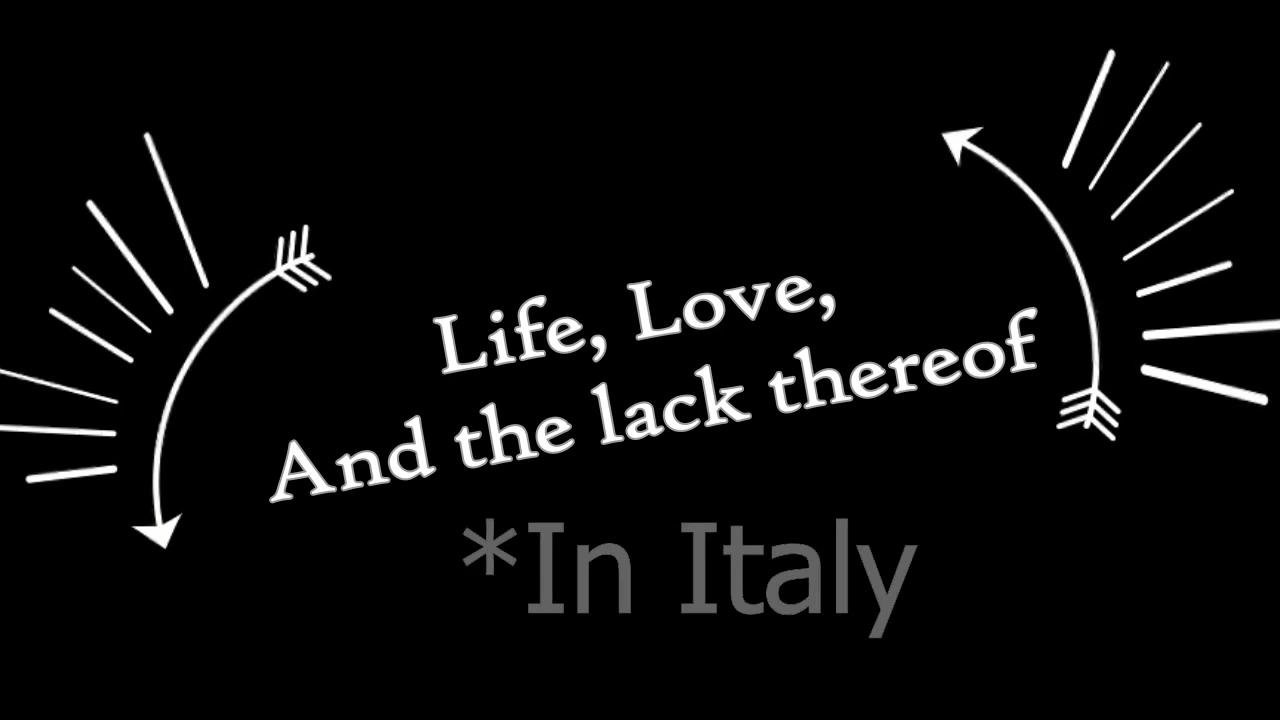 Life, Love,
And the lack thereof
*In Italy